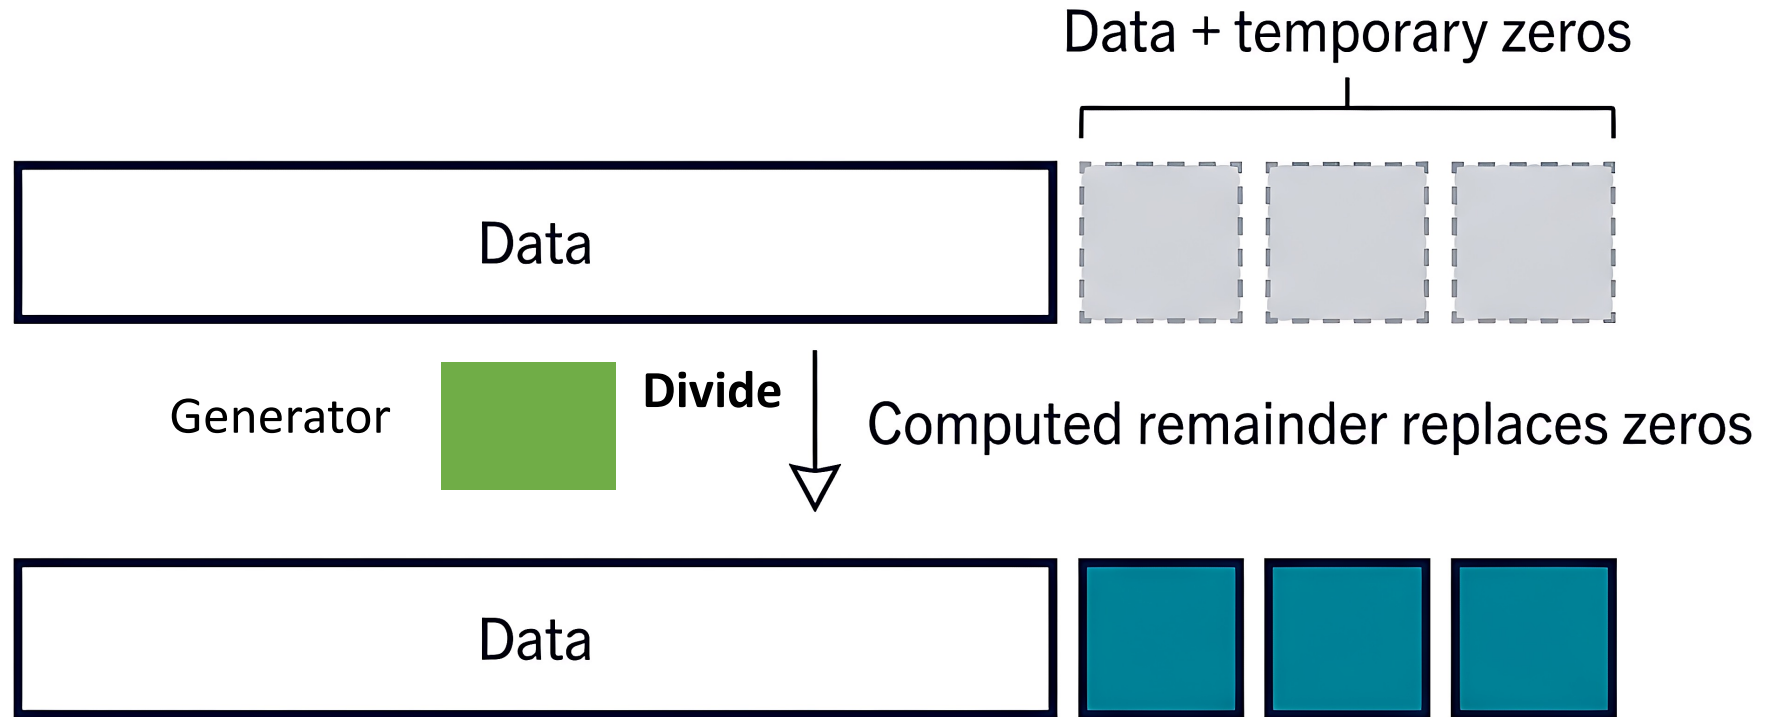 Data + temporary zeros
Data
Generator
Divide
Computed remainder replaces zeros
Data